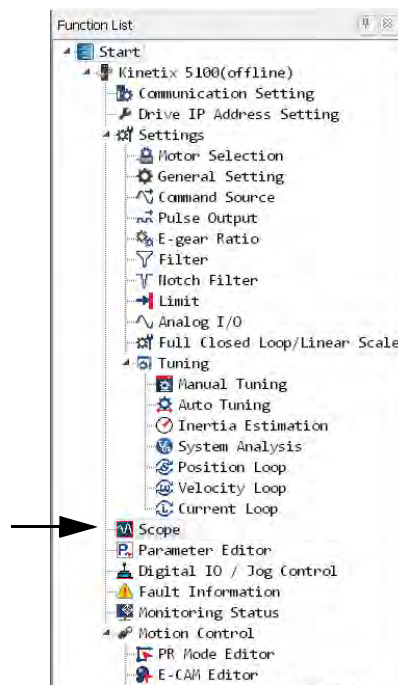 Function List
Start
Kinetix 5100(offline)
Communication Setting
Drive IP Address Setting
Settings
Motor Selection
General Setting
Command Source
Pulse Output
E-gear Ratio
Filter
Notch Filter
Limit
Analog I/O
Full Closed Loop/Linear Scale
Tuning
Manual Tuning
Auto Tuning
Inertia Estimation
System Analysis
Position Loop
Velocity Loop
Current Loop
Scope
Parameter Editor
Digital IO / Jog Control
Fault Information
Monitoring Status
Motion Control
PR Mode Editor
E-CAM Editor